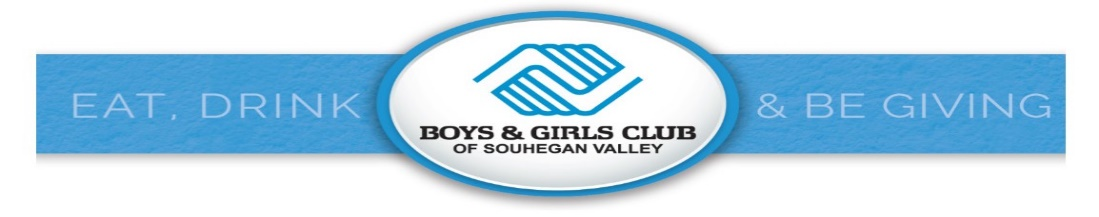 EAT, DRINK
BOYS & GIRLS CLUB
OF SOUHEGAN VALLEY
& BE GIVING